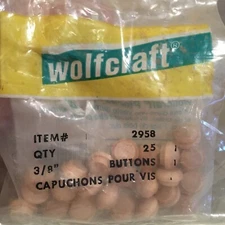 wolfcraft®
ITEM# 2958
QTY 25
3/8" BUTTONS
CAPUCHONS POUR VIS